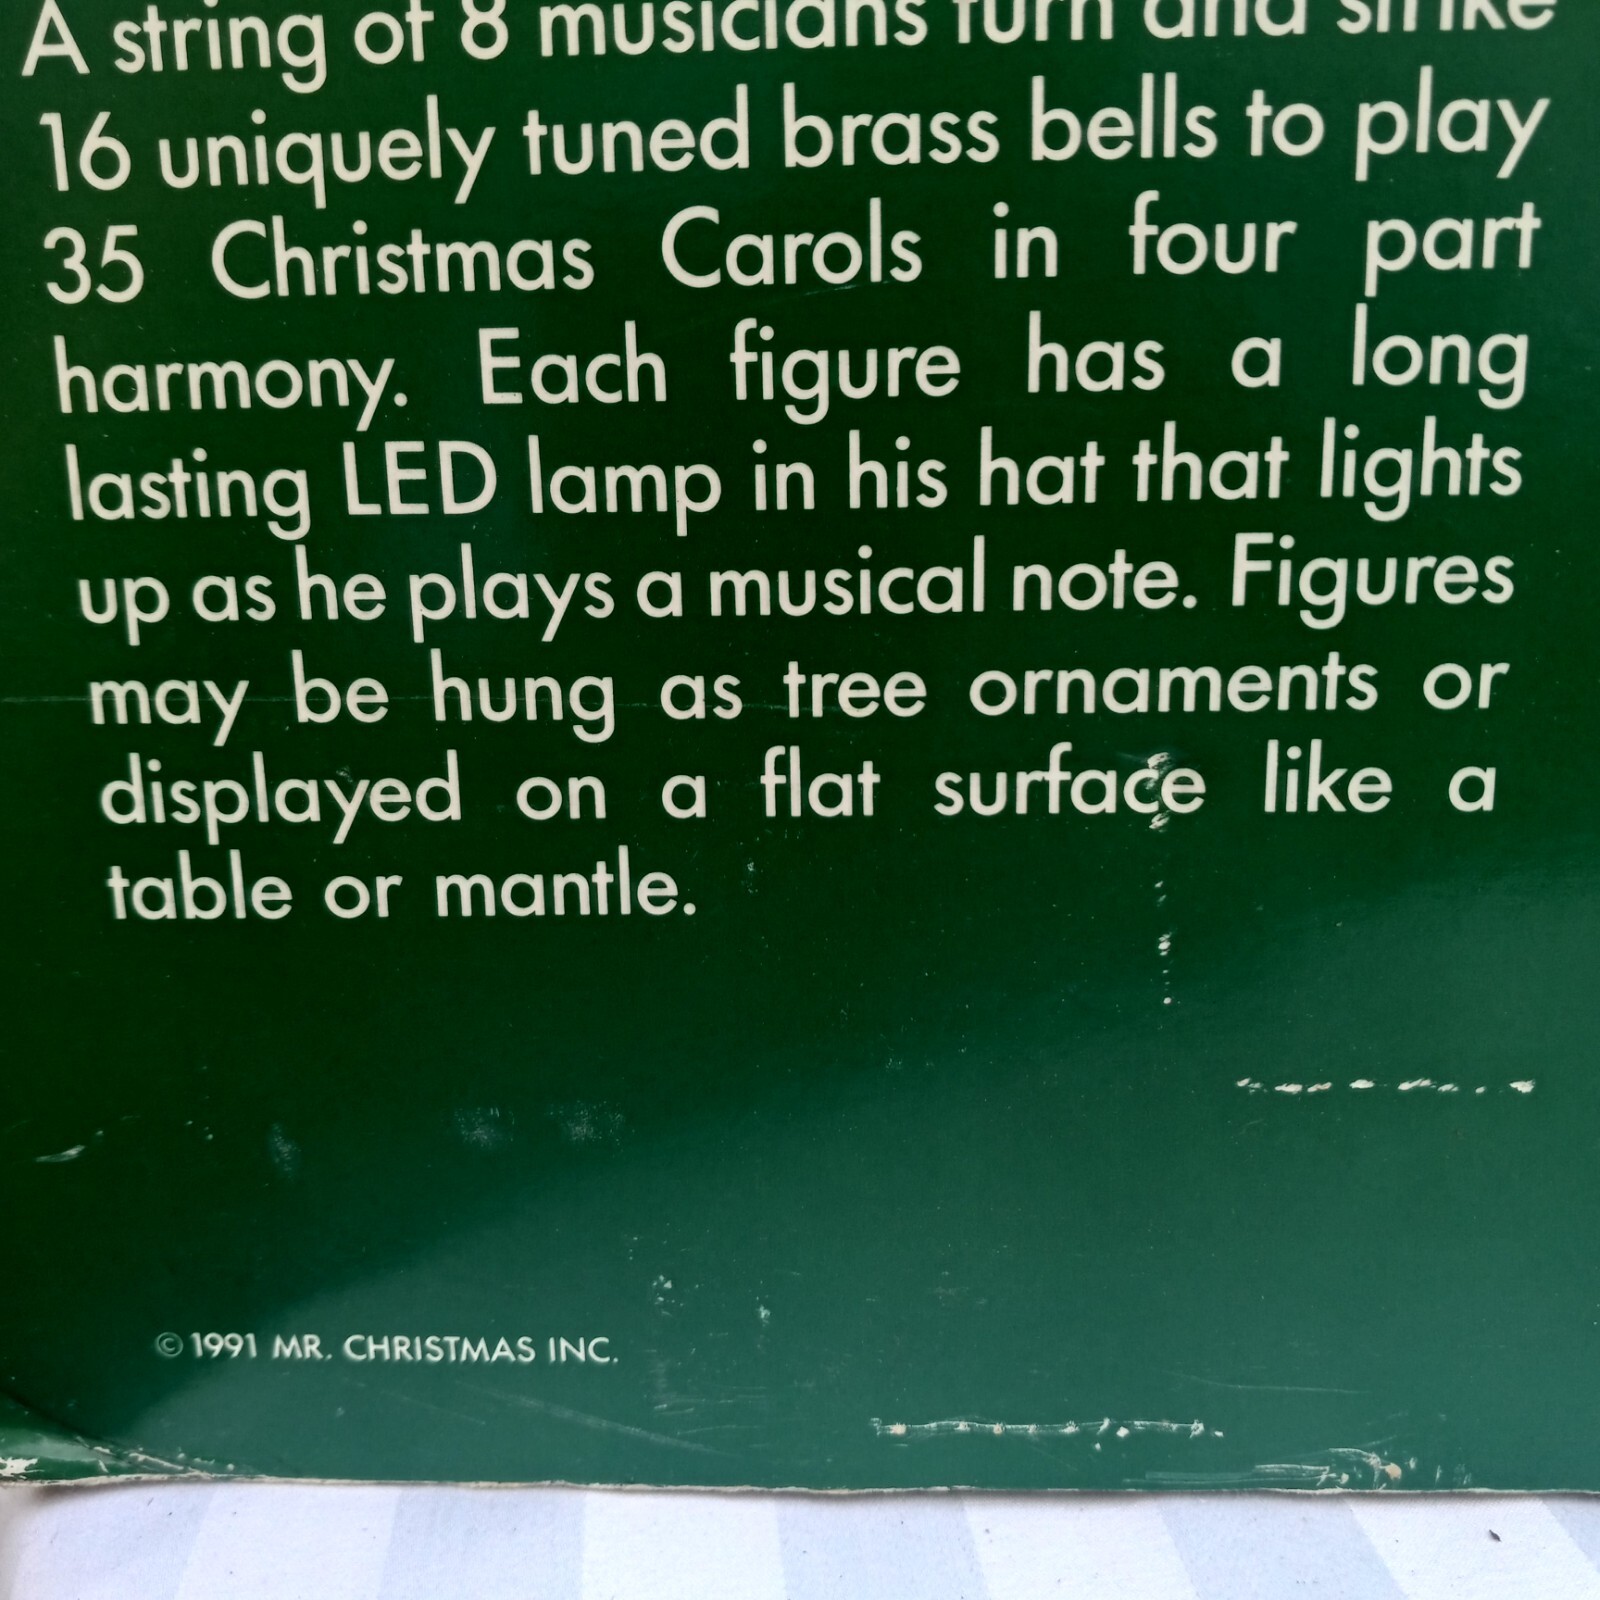 A string of 8 musicians turn and strike
16 uniquely tuned brass bells to play
35 Christmas Carols in four part
harmony. Each figure has a long
lasting LED lamp in his hat that lights
up as he plays a musical note. Figures
may be hung as tree ornaments or
displayed on a flat surface like a
table or mantle.
© 1991 MR. CHRISTMAS INC.